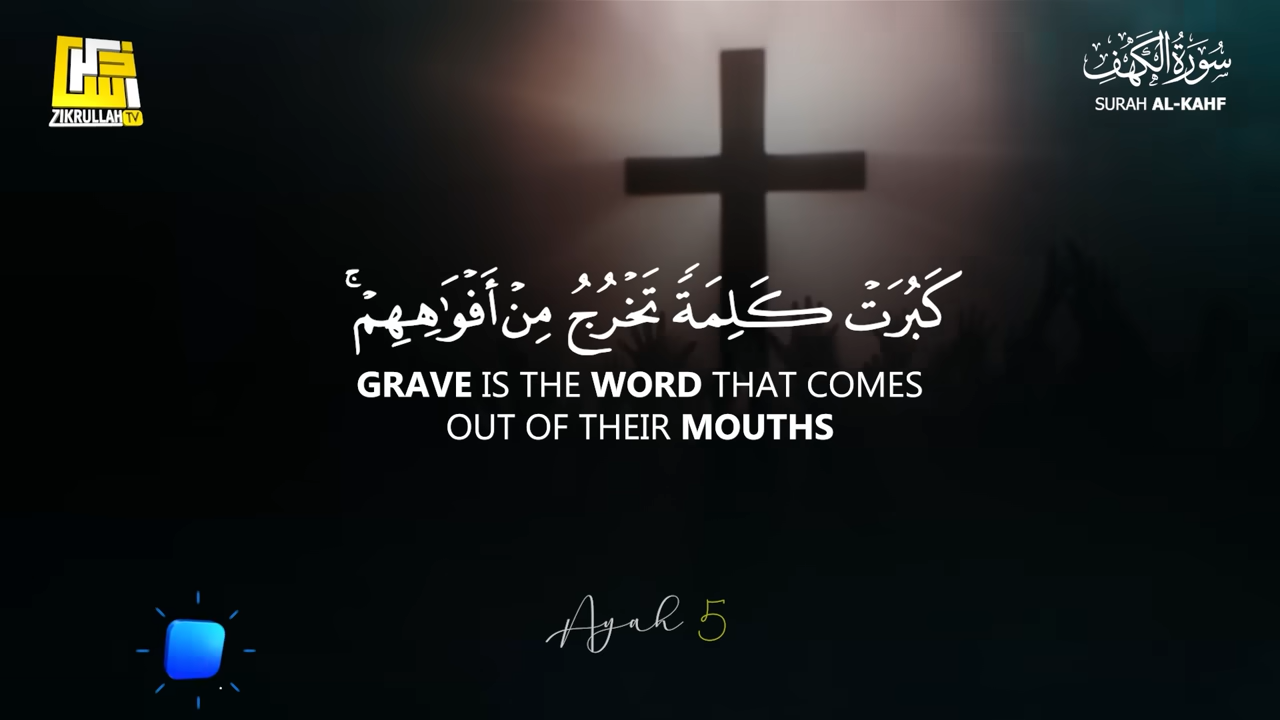 ذكر الله
ZIKRULLAH TV
سُورَةُ الكَهْفِ
SURAH AL-KAHF
كَبُرَتْ كَلِمَةً تَخْرُجُ مِنْ أَفْوَٰهِهِمْ ۚ
GRAVE IS THE WORD THAT COMES
OUT OF THEIR MOUTHS
Ayah 5